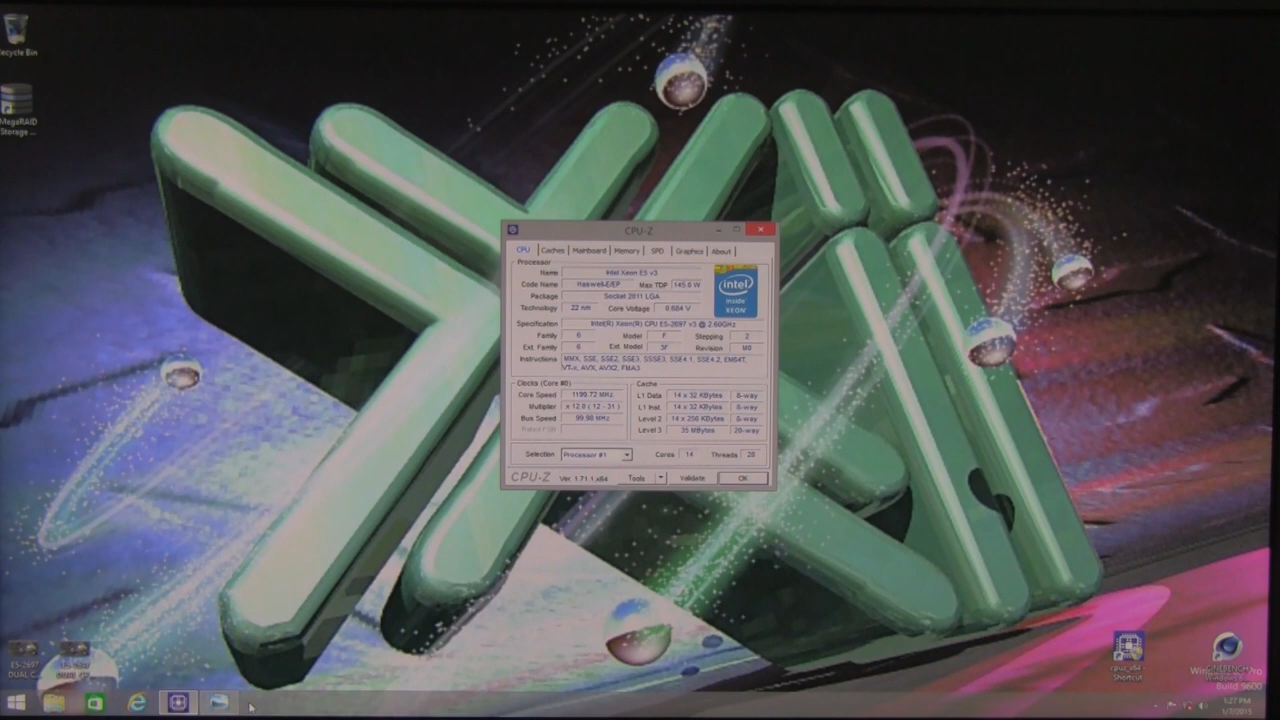 ecycle Bin
MegaRAID
Storage ...
CPU-Z
CPU Caches Mainboard Memory SPD Graphics About
Processor
Name Intel Xeon E5 v3
Code Name Haswell-E/EP Max TDP 145.0 W
Package Socket 2011 LGA
Technology 22 nm Core Voltage 0.884 V
intel
inside
XEON
Specification Intel(R) Xeon(R) CPU E5-2697 v3 @ 2.60GHz
Family 6 Model F Stepping 2
Ext. Family 6 Ext. Model 3F Revision M0
Instructions MMX, SSE, SSE2, SSE3, SSSE3, SSE4.1, SSE4.2, EM64T,
VT-x, AVX, AVX2, FMA3
Clocks (Core #0)
Core Speed 1199.72 MHz
Multiplier x 12.0 ( 12 - 31 )
Bus Speed 99.98 MHz
Rated FSB
Cache
L1 Data 14 x 32 KBytes 8-way
L1 Inst. 14 x 32 KBytes 8-way
Level 2 14 x 256 KBytes 8-way
Level 3 35 MBytes 20-way
Selection Processor #1 Cores 14 Threads 28
CPU-Z Ver. 1.71.1.x64 Tools Validate OK
E5-2697
DUAL C...
cpuz_x64 -
Shortcut
CINEBENCH
Build 9600
1:27 PM
1/7/2015